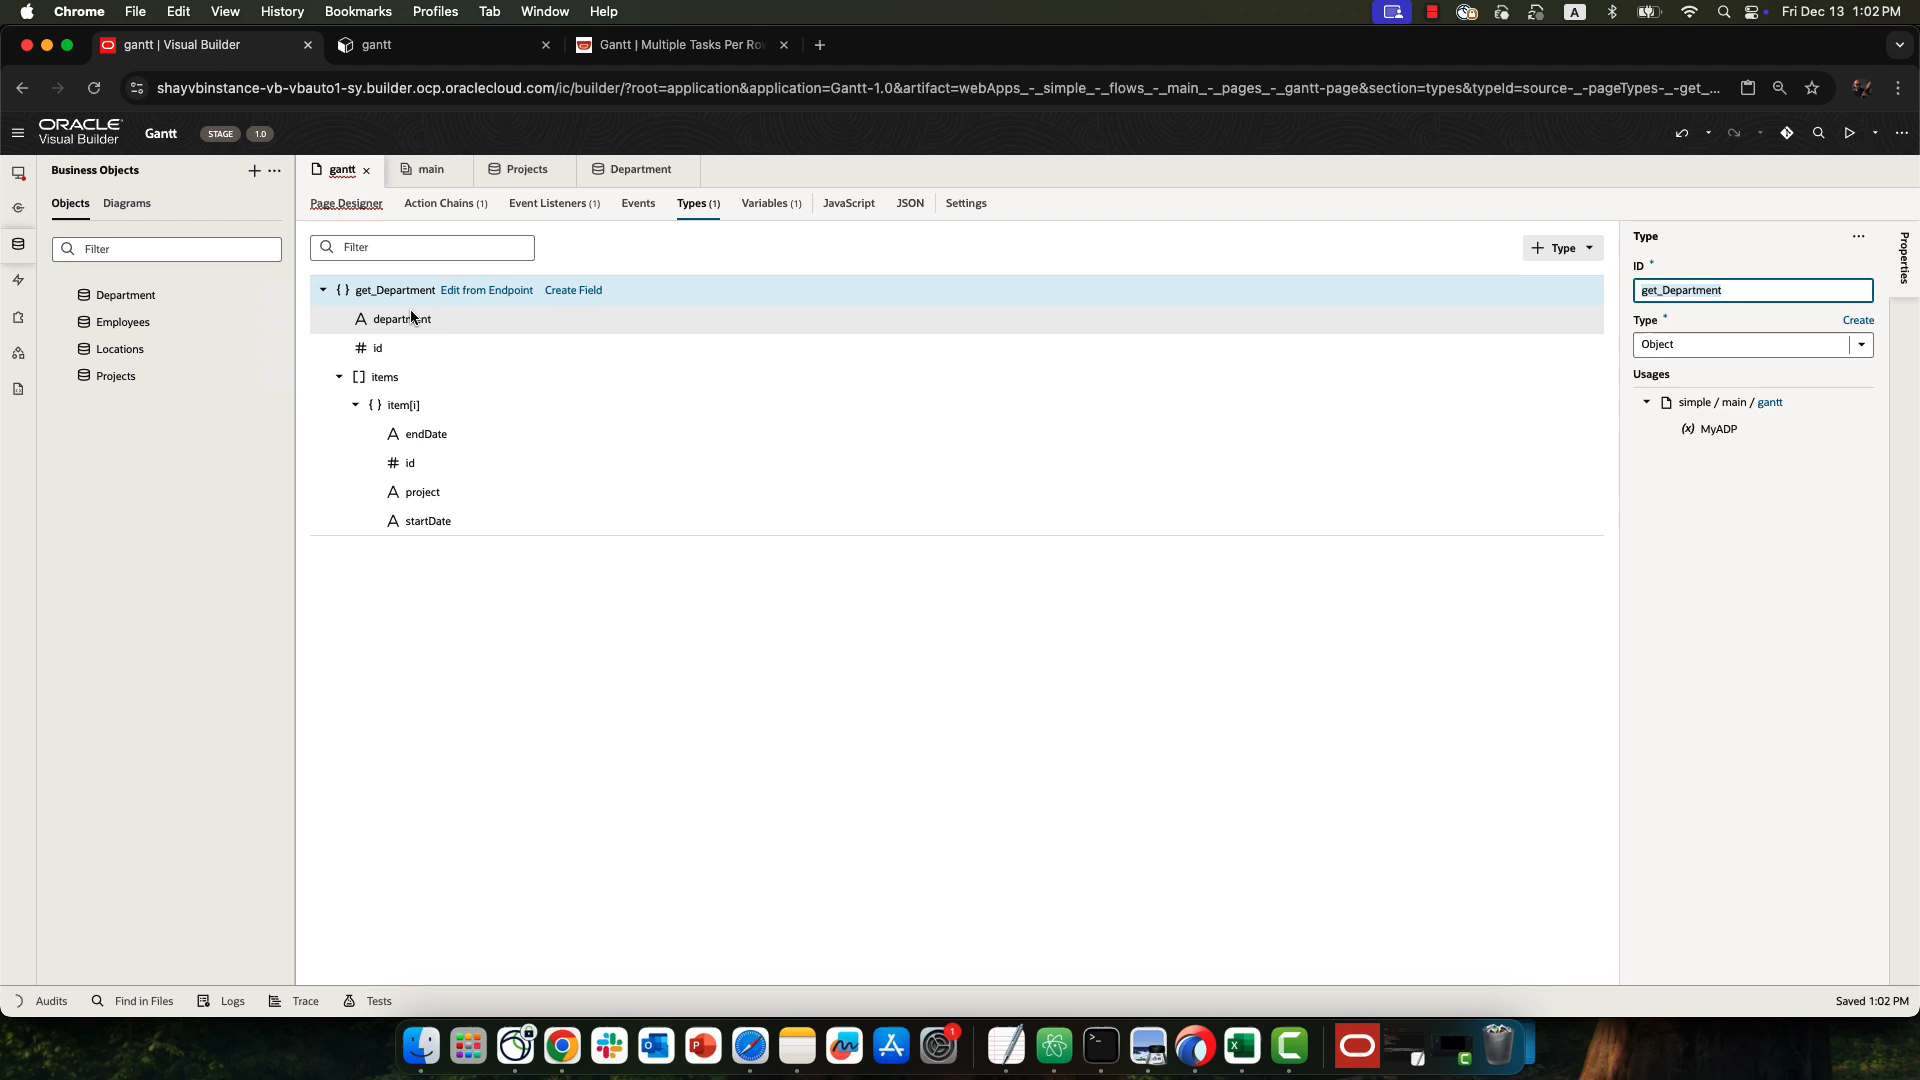 Chrome File Edit View History Bookmarks Profiles Tab Window Help A Fri Dec 13 1:02 PM
gantt | Visual Builder gantt Gantt | Multiple Tasks Per Ro
shayvbinstance-vb-vbauto1-sy.builder.ocp.oraclecloud.com/ic/builder/?root=application&application=Gantt-1.0&artifact=webApps_-_simple_-_flows_-_main_-_pages_-_gantt-page&section=types&typeId=source-_-pageTypes-_-get_...
ORACLE
Visual Builder
Gantt STAGE 1.0
Business Objects
gantt main Projects Department
Objects Diagrams
Page Designer Action Chains (1) Event Listeners (1) Events Types (1) Variables (1) JavaScript JSON Settings
Filter
Filter
+ Type
Type
Properties
ID *
{ } get_Department Edit from Endpoint Create Field
get_Department
Department
A department
Type * Create
Employees
# id
Object
Locations
[ ] items
Usages
Projects
{ } item[i]
simple / main / gantt
A endDate
(x) MyADP
# id
A project
A startDate
Audits Find in Files Logs Trace Tests Saved 1:02 PM
1